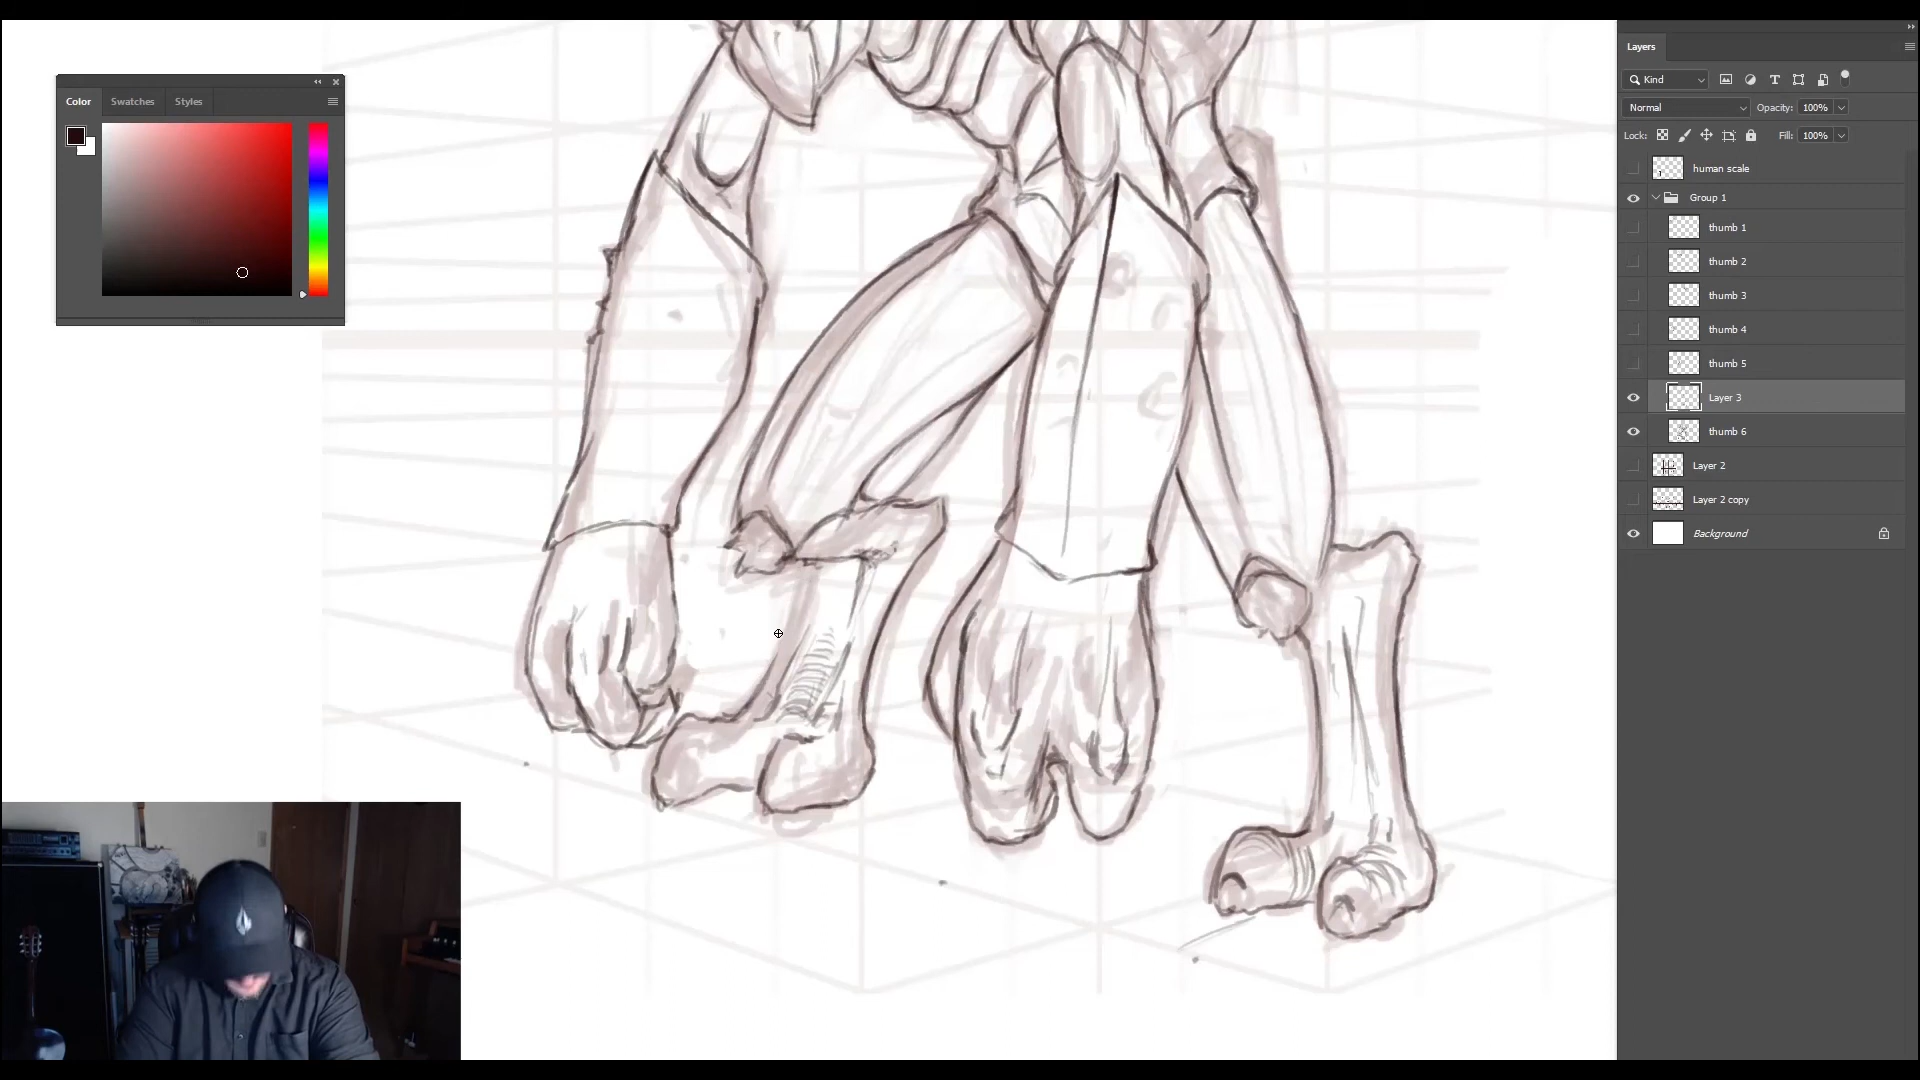 Color Swatches Styles
Layers
Kind
Normal Opacity: 100%
Lock: Fill: 100%
human scale
Group 1
thumb 1
thumb 2
thumb 3
thumb 4
thumb 5
Layer 3
thumb 6
Layer 2
Layer 2 copy
Background